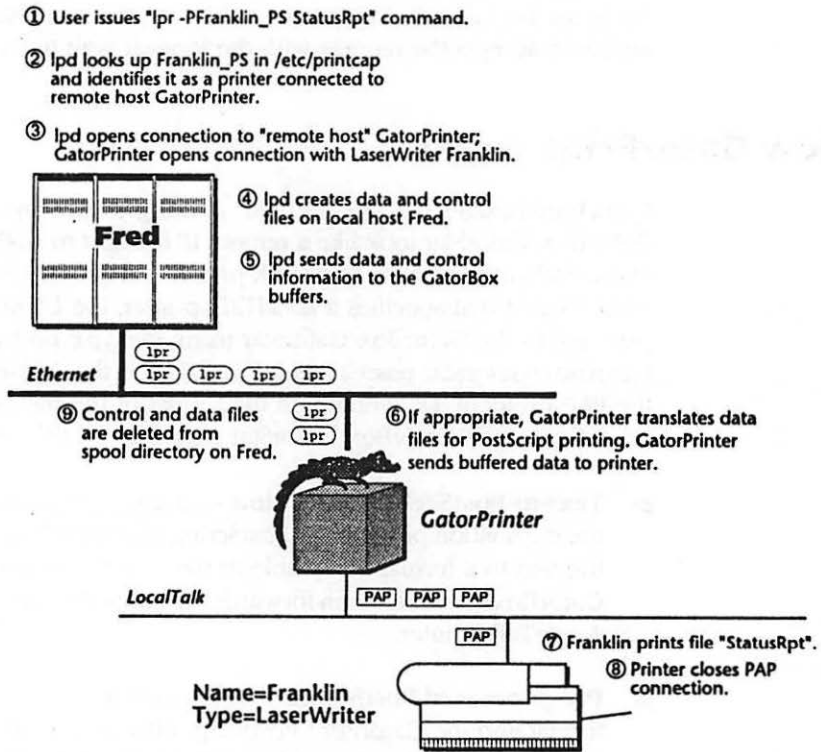 ① User issues "lpr -PFranklin_PS StatusRpt" command.
② lpd looks up Franklin_PS in /etc/printcap
and identifies it as a printer connected to
remote host GatorPrinter.
③ lpd opens connection to "remote host" GatorPrinter;
GatorPrinter opens connection with LaserWriter Franklin.
Fred
④ lpd creates data and control
files on local host Fred.
⑤ lpd sends data and control
information to the GatorBox
buffers.
lpr
Ethernet
lpr lpr lpr lpr
⑨ Control and data files
are deleted from
spool directory on Fred.
lpr
lpr
⑥ If appropriate, GatorPrinter translates data
files for PostScript printing. GatorPrinter
sends buffered data to printer.
GatorPrinter
LocalTalk
PAP PAP PAP
PAP
⑦ Franklin prints file "StatusRpt".
⑧ Printer closes PAP
connection.
Name=Franklin
Type=LaserWriter